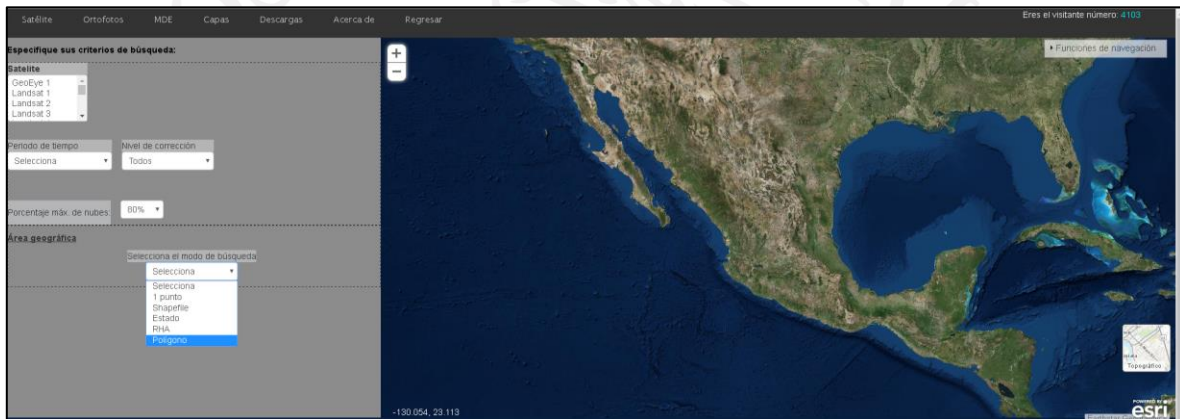 Satélite Ortofotos MDE Capas Descargas Acerca de Regresar Eres el visitante número: 4103
Especifique sus criterios de búsqueda:
Satelite
GeoEye 1
Landsat 1
Landsat 2
Landsat 3
Periodo de tiempo Nivel de corrección
Selecciona Todos
Porcentaje máx. de nubes: 80%
Área geográfica
Selecciona el modo de búsqueda
Selecciona
Selecciona
1 punto
Shapefile
Estado
RHA
Poligono
+
−
Funciones de navegación
Topográfico
-130.054, 23.113
POWERED BY
esri